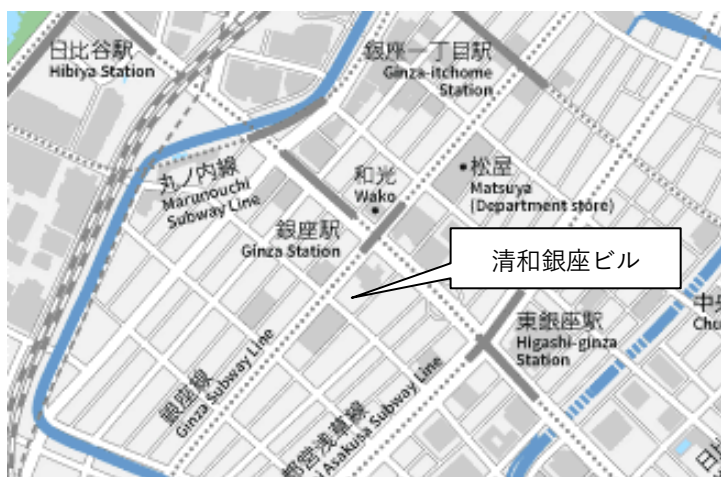 日比谷駅
Hibiya Station
銀座一丁目駅
Ginza-itchome
Station
丸ノ内線
Marunouchi
Subway Line
和光
Wako
松屋
Matsuya
(Department store)
銀座駅
Ginza Station
清和銀座ビル
東銀座駅
Higashi-ginza
Station
銀座線
Ginza Subway Line
都営浅草線
Asakusa Subway Line